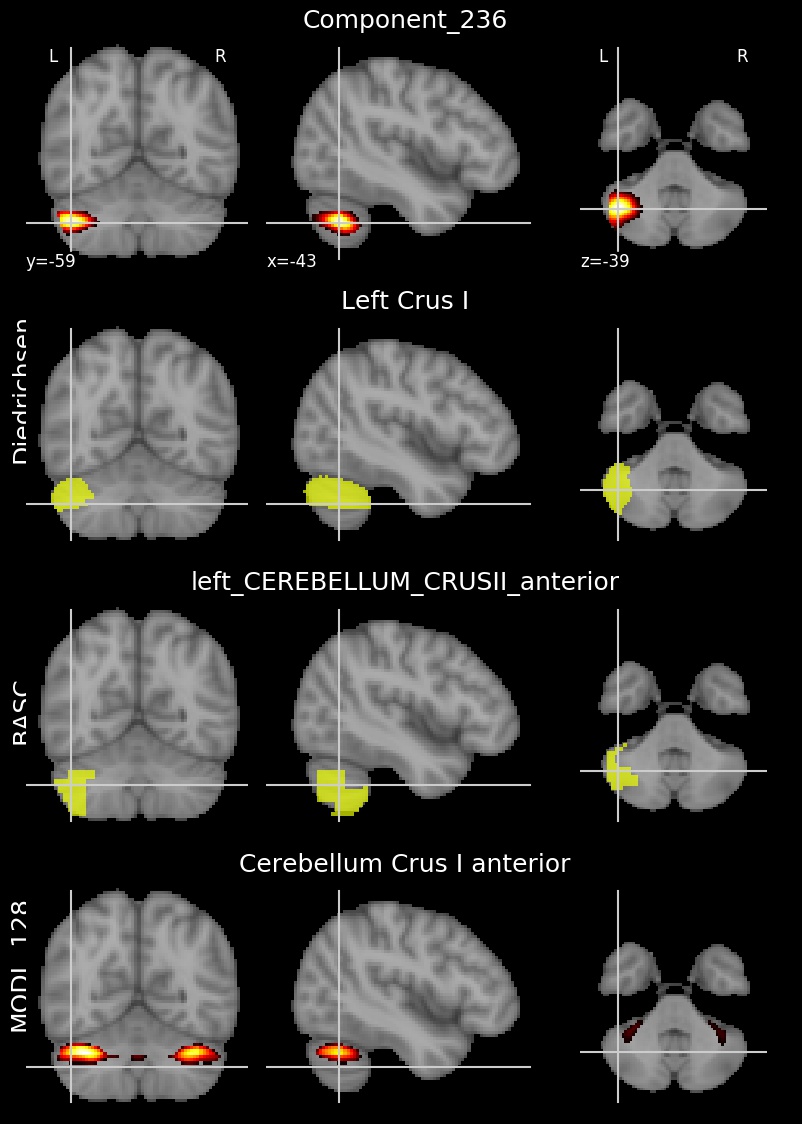 Component_236
L R L R
y=-59 x=-43 z=-39
Left Crus I
Diedrichsen
left_CEREBELLUM_CRUSII_anterior
BASC
Cerebellum Crus I anterior
MODL 128